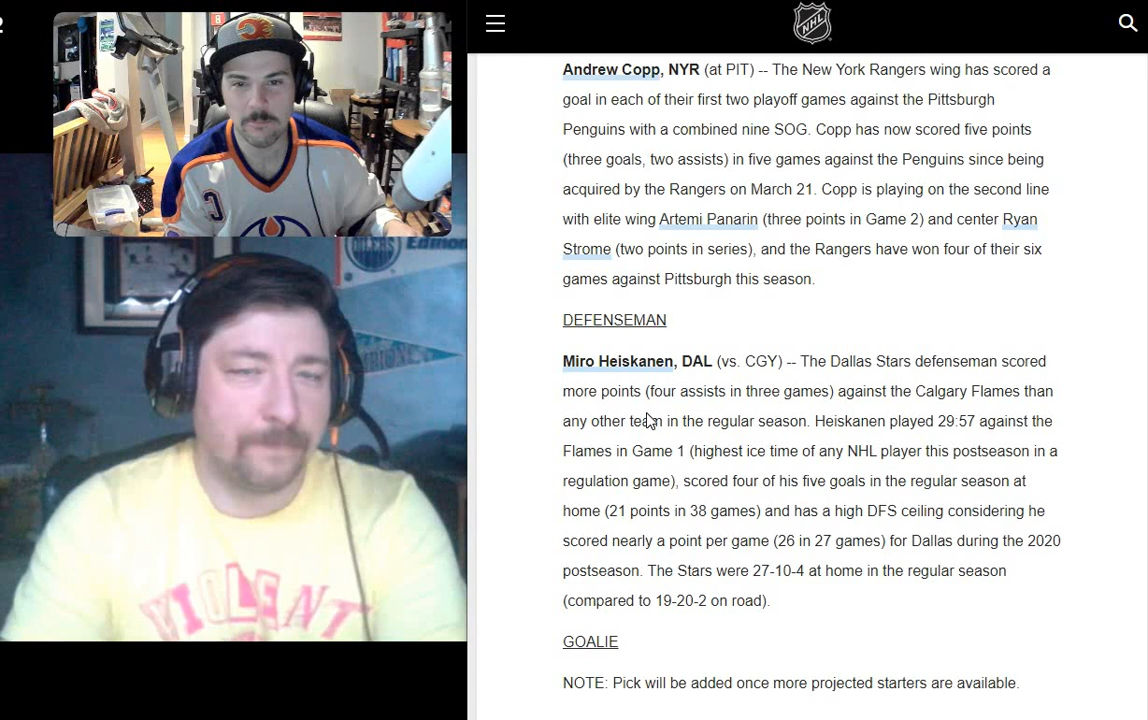 2
C
OILERS
Edm
VIOLENT
NHL
Andrew Copp, NYR (at PIT) -- The New York Rangers wing has scored a
goal in each of their first two playoff games against the Pittsburgh
Penguins with a combined nine SOG. Copp has now scored five points
(three goals, two assists) in five games against the Penguins since being
acquired by the Rangers on March 21. Copp is playing on the second line
with elite wing Artemi Panarin (three points in Game 2) and center Ryan
Strome (two points in series), and the Rangers have won four of their six
games against Pittsburgh this season.
DEFENSEMAN
Miro Heiskanen, DAL (vs. CGY) -- The Dallas Stars defenseman scored
more points (four assists in three games) against the Calgary Flames than
any other team in the regular season. Heiskanen played 29:57 against the
Flames in Game 1 (highest ice time of any NHL player this postseason in a
regulation game), scored four of his five goals in the regular season at
home (21 points in 38 games) and has a high DFS ceiling considering he
scored nearly a point per game (26 in 27 games) for Dallas during the 2020
postseason. The Stars were 27-10-4 at home in the regular season
(compared to 19-20-2 on road).
GOALIE
NOTE: Pick will be added once more projected starters are available.